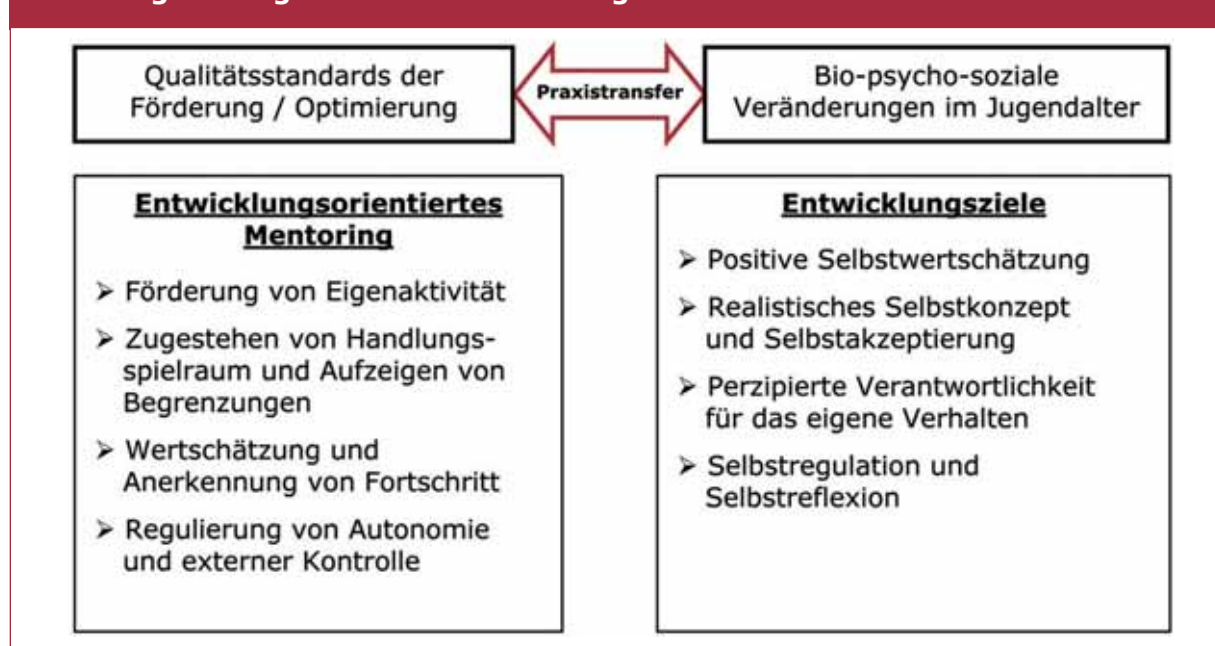 Qualitätsstandards der
Förderung / Optimierung
Praxistransfer
Bio-psycho-soziale
Veränderungen im Jugendalter
Entwicklungsorientiertes
Mentoring
➢ Förderung von Eigenaktivität
➢ Zugestehen von Handlungs-
spielraum und Aufzeigen von
Begrenzungen
➢ Wertschätzung und
Anerkennung von Fortschritt
➢ Regulierung von Autonomie
und externer Kontrolle
Entwicklungsziele
➢ Positive Selbstwertschätzung
➢ Realistisches Selbstkonzept
und Selbstakzeptierung
➢ Perzipierte Verantwortlichkeit
für das eigene Verhalten
➢ Selbstregulation und
Selbstreflexion